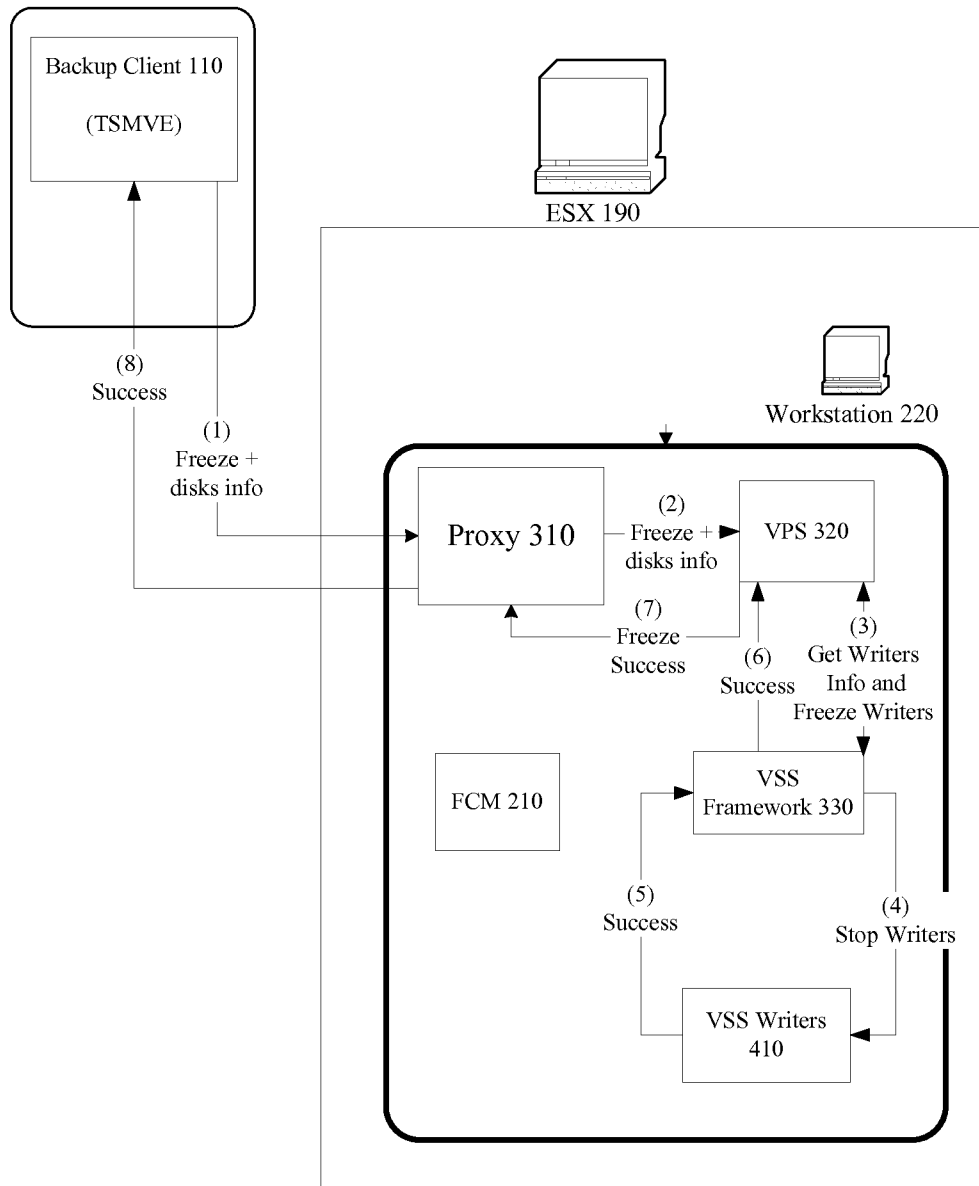 Backup Client 110
(TSMVE)
ESX 190
(8)
Success
(1)
Freeze +
disks info
Workstation 220
Proxy 310
(2)
Freeze +
disks info
VPS 320
(7)
Freeze
Success
(6)
Success
(3)
Get Writers
Info and
Freeze Writers
FCM 210
VSS
Framework 330
(5)
Success
(4)
Stop Writers
VSS Writers
410